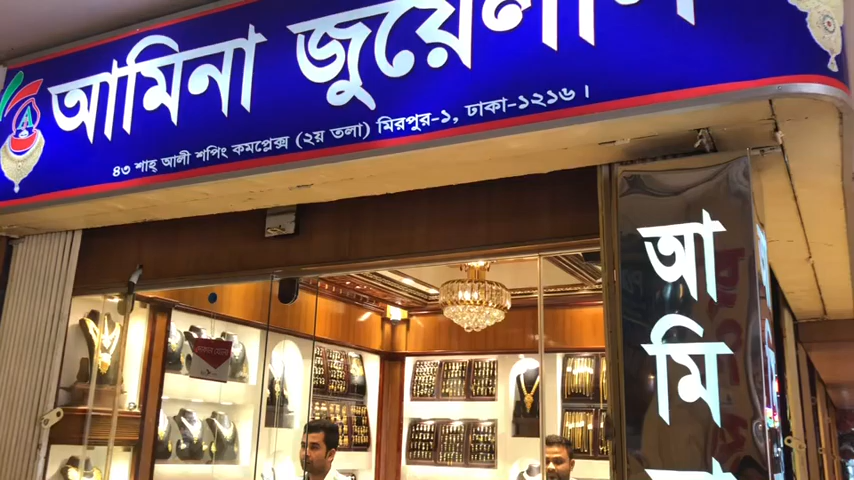 আমিনা জুয়েলার্স
৪৩ শাহ্ আলী শপিং কমপ্লেক্স (২য় তলা) মিরপুর-১, ঢাকা-১২১৬।
আ
মি